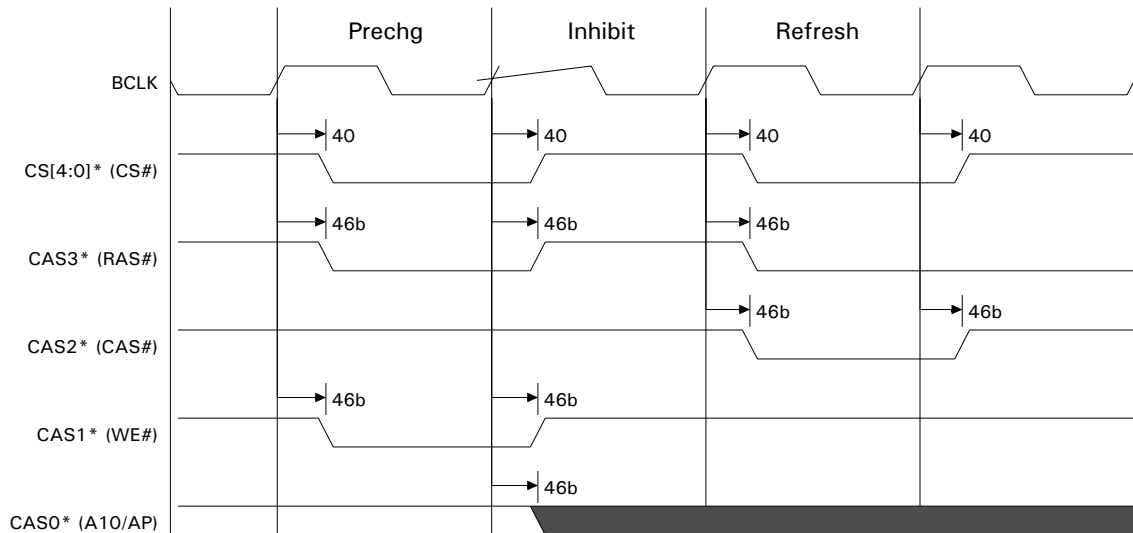 Prechg Inhibit Refresh
BCLK
40 40 40 40
CS[4:0]* (CS#)
46b 46b 46b
CAS3* (RAS#)
46b 46b
CAS2* (CAS#)
46b 46b
CAS1* (WE#)
46b
CAS0* (A10/AP)